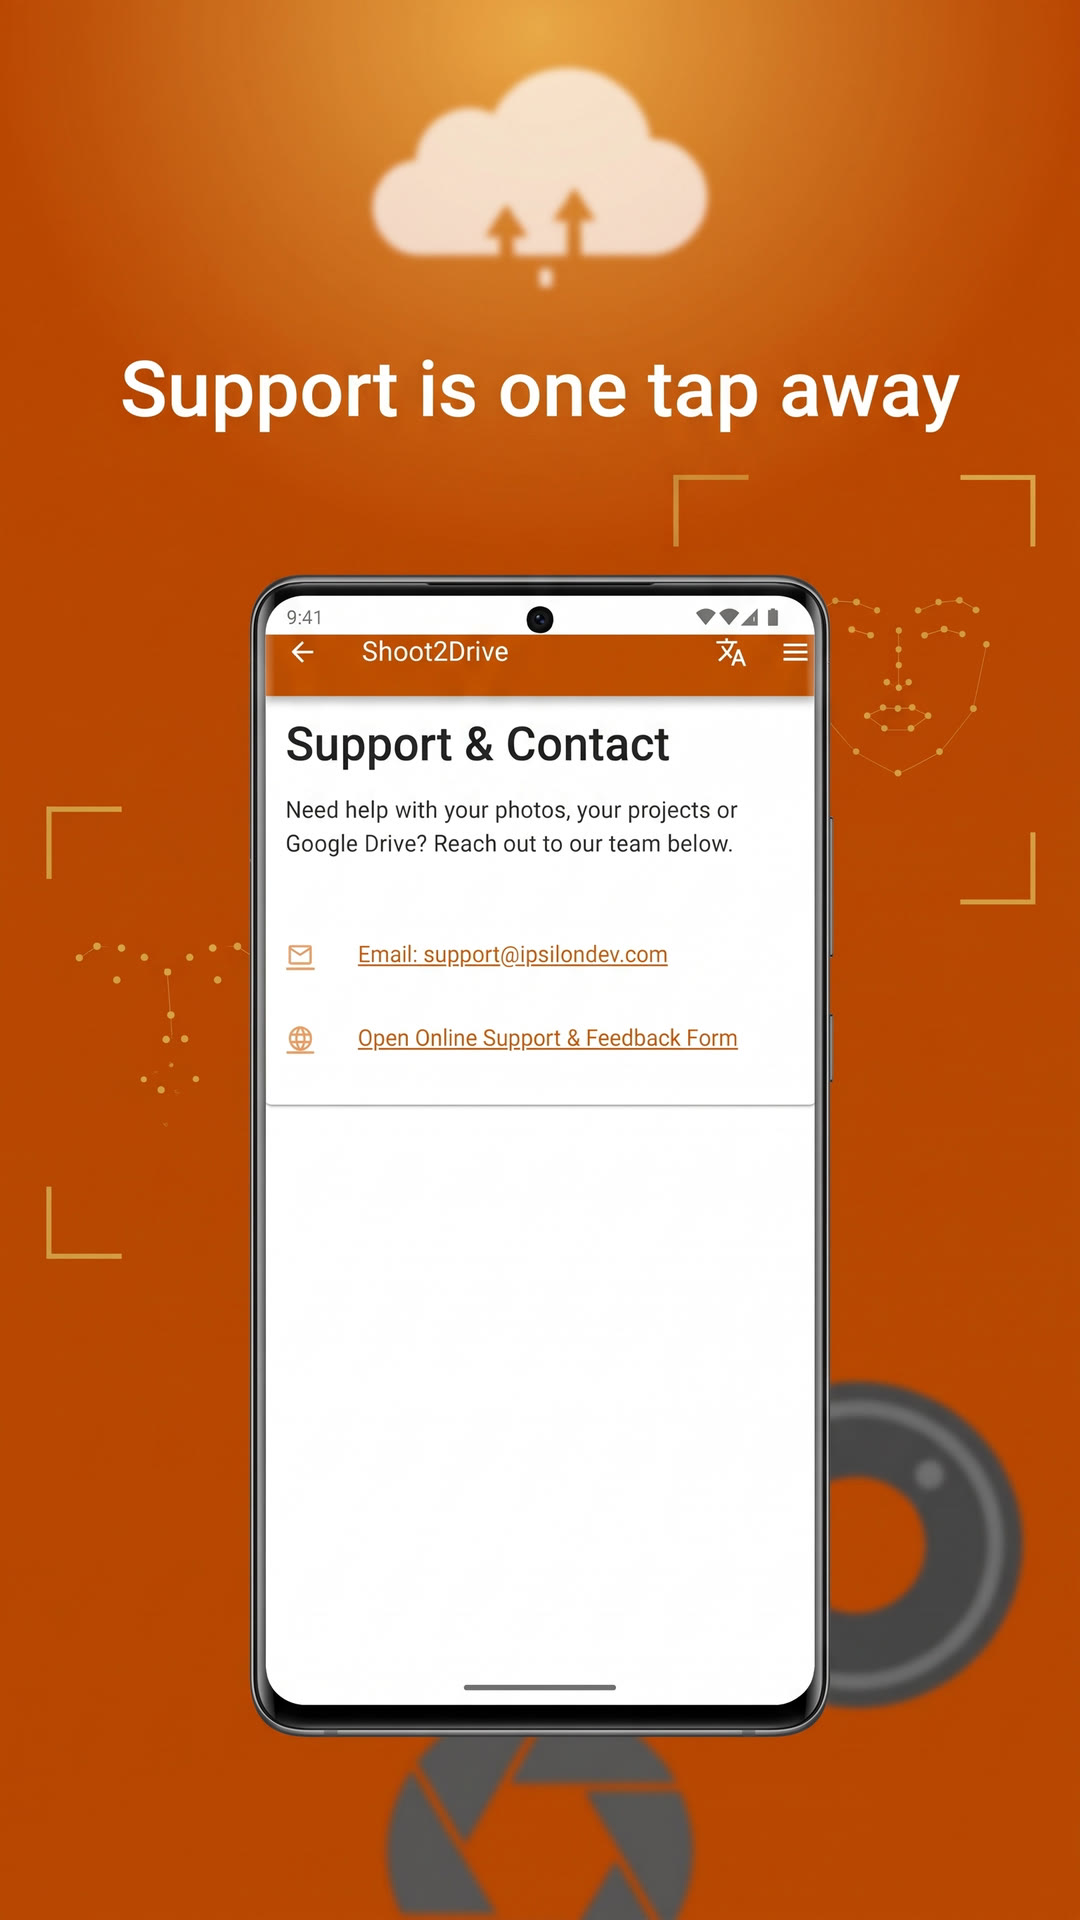 Support is one tap away
9:41
Shoot2Drive
Support & Contact
Need help with your photos, your projects or
Google Drive? Reach out to our team below.
Email: support@ipsilondev.com
Open Online Support & Feedback Form